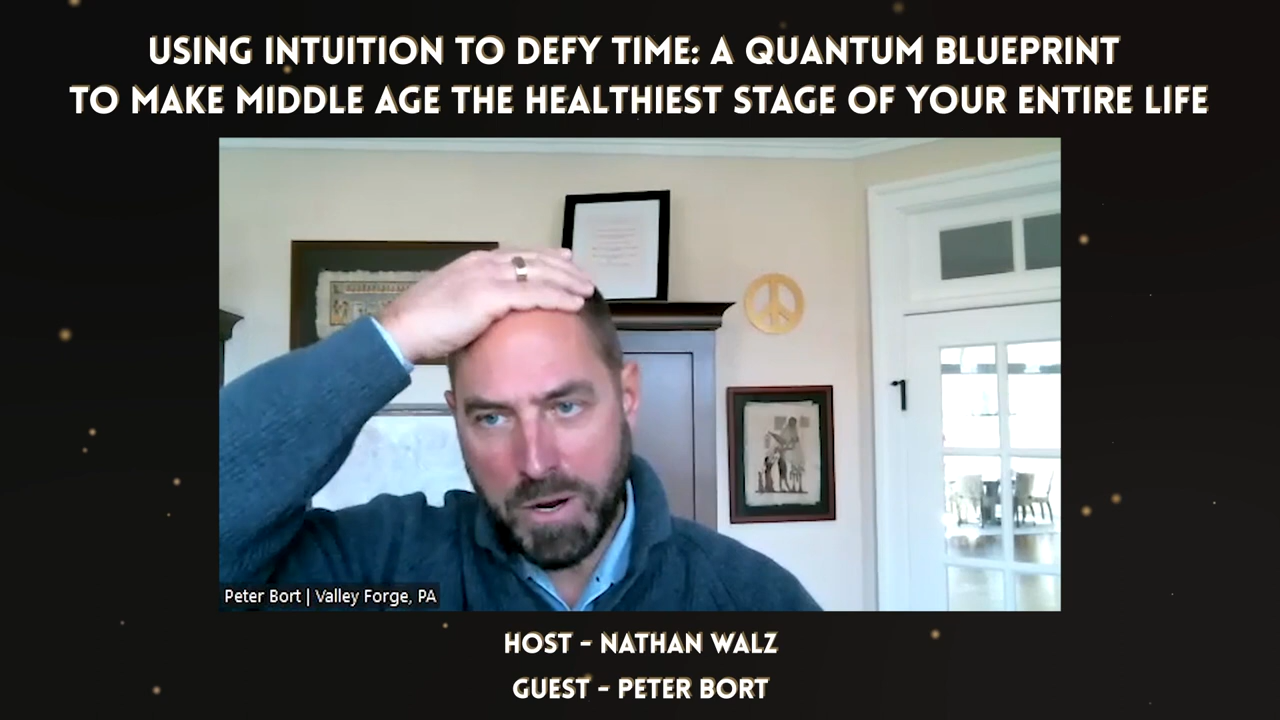 USING INTUITION TO DEFY TIME: A QUANTUM BLUEPRINT
TO MAKE MIDDLE AGE THE HEALTHIEST STAGE OF YOUR ENTIRE LIFE
Peter Bort | Valley Forge, PA
HOST - NATHAN WALZ
GUEST - PETER BORT